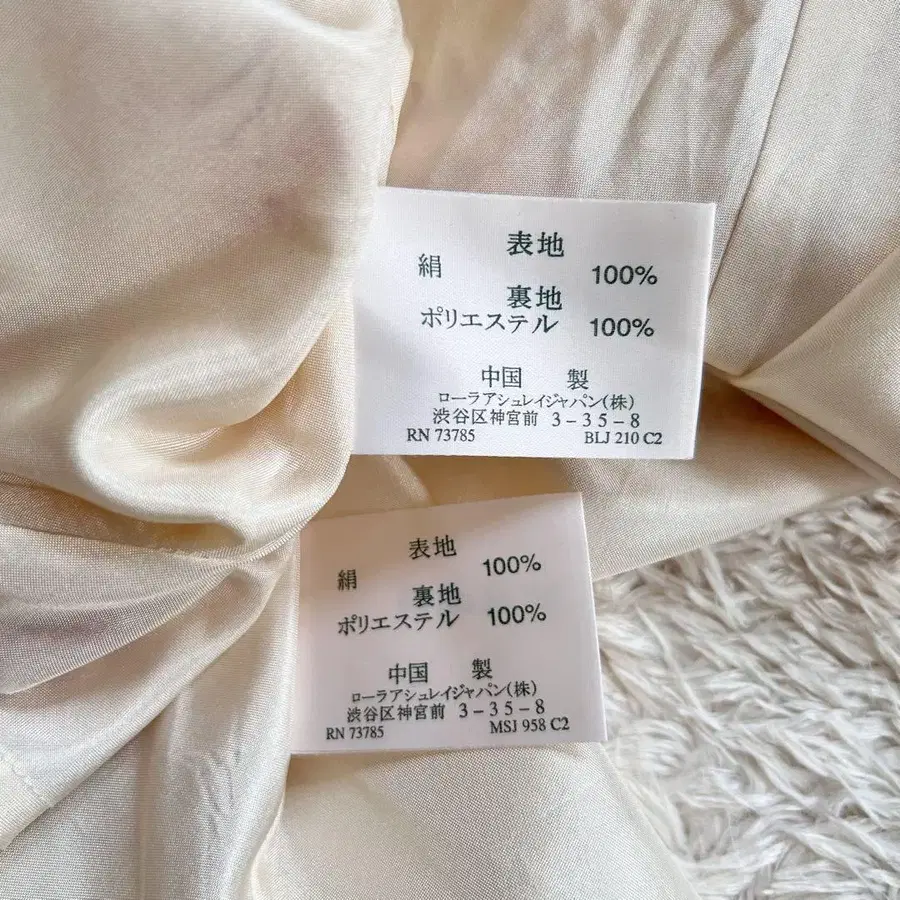 表地
絹 100%
裏地
ポリエステル 100%
中国 製
ローラアシュレイジャパン(株)
渋谷区神宮前 3-35-8
RN 73785 BLJ 210 C2
表地
絹 100%
裏地
ポリエステル 100%
中国 製
ローラアシュレイジャパン(株)
渋谷区神宮前 3-35-8
RN 73785 MSJ 958 C2